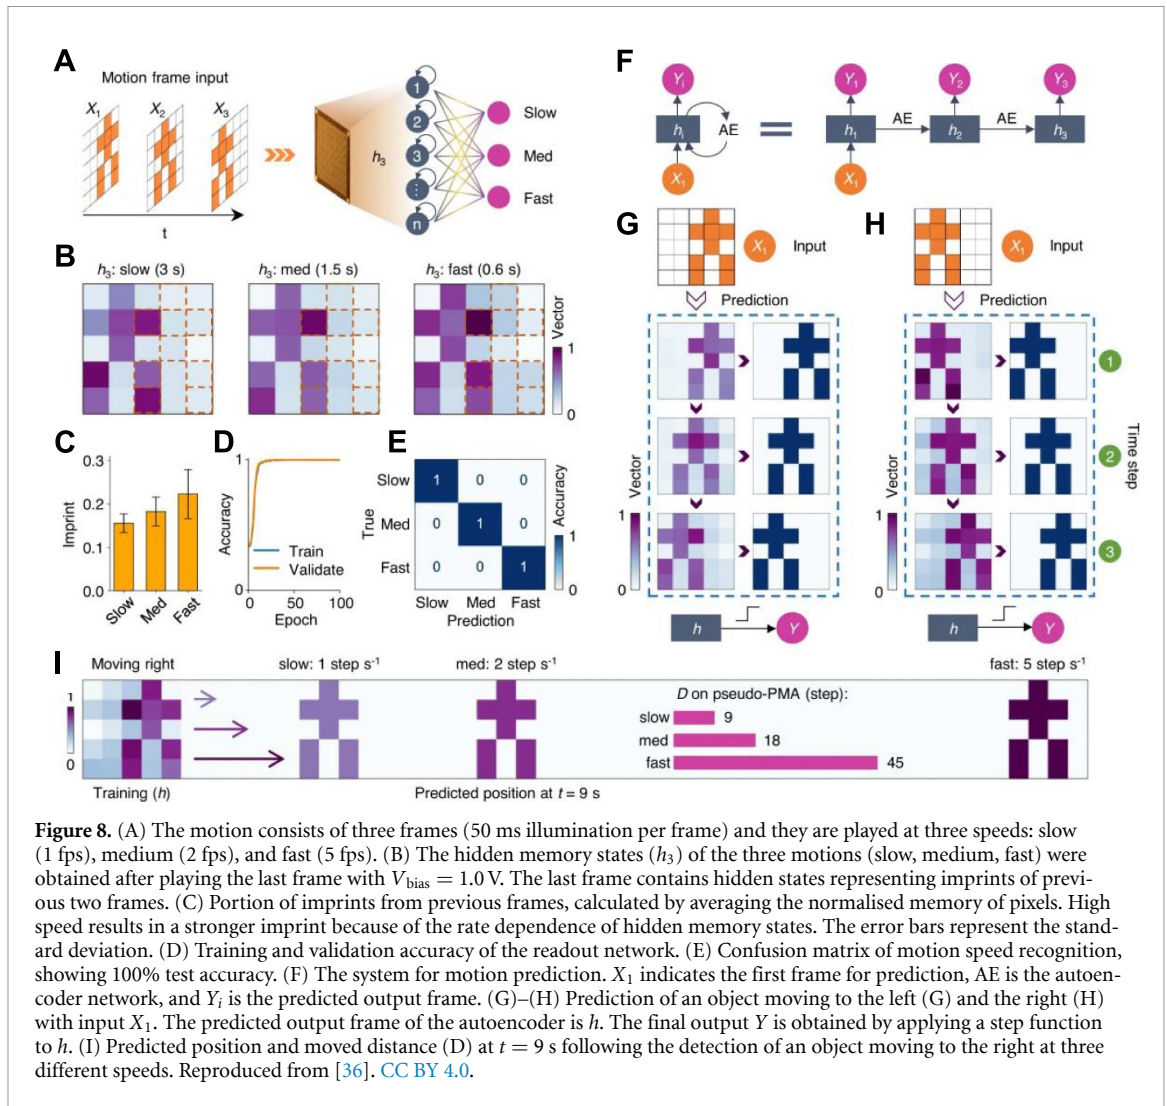 A
Motion frame input
X1 X2 X3
t
h3
1
2
3
⋮
n
Slow
Med
Fast
B
h3: slow (3 s) h3: med (1.5 s) h3: fast (0.6 s)
Vector
1
0
C
Imprint
0.3
0.2
0.1
0.0
Slow Med Fast
D
Accuracy
1
0
Train
Validate
0 50 100
Epoch
E
True
Slow 1 0 0
Med 0 1 0
Fast 0 0 1
Slow Med Fast
Prediction
Accuracy
1
0
F
Yi Y1 Y2 Y3
hi AE = h1 AE h2 AE h3
X1 X1
G
X1 Input
Prediction
Vector
1
0
h Y
H
X1 Input
Prediction
1
2
3
Time step
Vector
1
0
h Y
I
Moving right slow: 1 step s-1 med: 2 step s-1 fast: 5 step s-1
1
0
D on pseudo-PMA (step):
slow 9
med 18
fast 45
Training (h) Predicted position at t = 9 s
Figure 8. (A) The motion consists of three frames (50 ms illumination per frame) and they are played at three speeds: slow
(1 fps), medium (2 fps), and fast (5 fps). (B) The hidden memory states (h3) of the three motions (slow, medium, fast) were
obtained after playing the last frame with Vbias = 1.0 V. The last frame contains hidden states representing imprints of previ-
ous two frames. (C) Portion of imprints from previous frames, calculated by averaging the normalised memory of pixels. High
speed results in a stronger imprint because of the rate dependence of hidden memory states. The error bars represent the stand-
ard deviation. (D) Training and validation accuracy of the readout network. (E) Confusion matrix of motion speed recognition,
showing 100% test accuracy. (F) The system for motion prediction. X1 indicates the first frame for prediction, AE is the autoen-
coder network, and Yi is the predicted output frame. (G)–(H) Prediction of an object moving to the left (G) and the right (H)
with input X1. The predicted output frame of the autoencoder is h. The final output Y is obtained by applying a step function
to h. (I) Predicted position and moved distance (D) at t = 9 s following the detection of an object moving to the right at three
different speeds. Reproduced from [36]. CC BY 4.0.